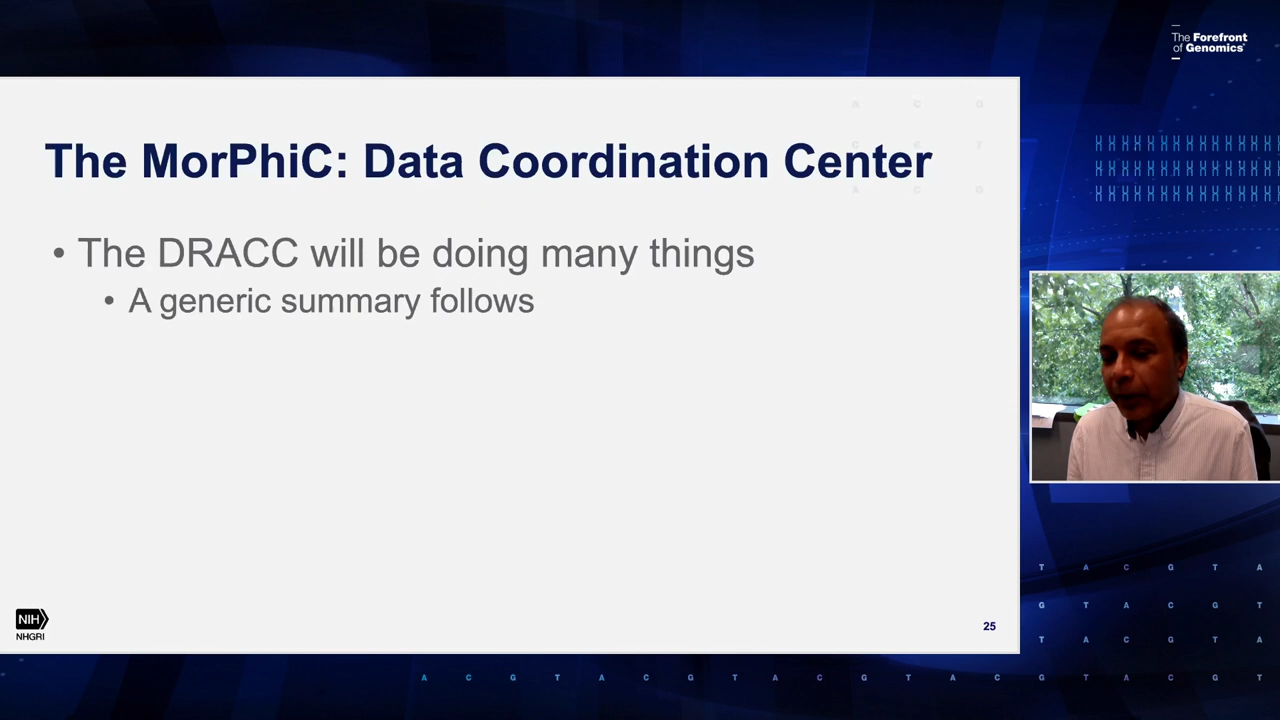 The Forefront
of Genomics®
A C G
The MorPhiC: Data Coordination Center
A C G
• The DRACC will be doing many things
• A generic summary follows
NIH
NHGRI
25
T A C G T A
G T A C G T
T A C G T A
A C G T A C G T A C G T A C G T A C G T